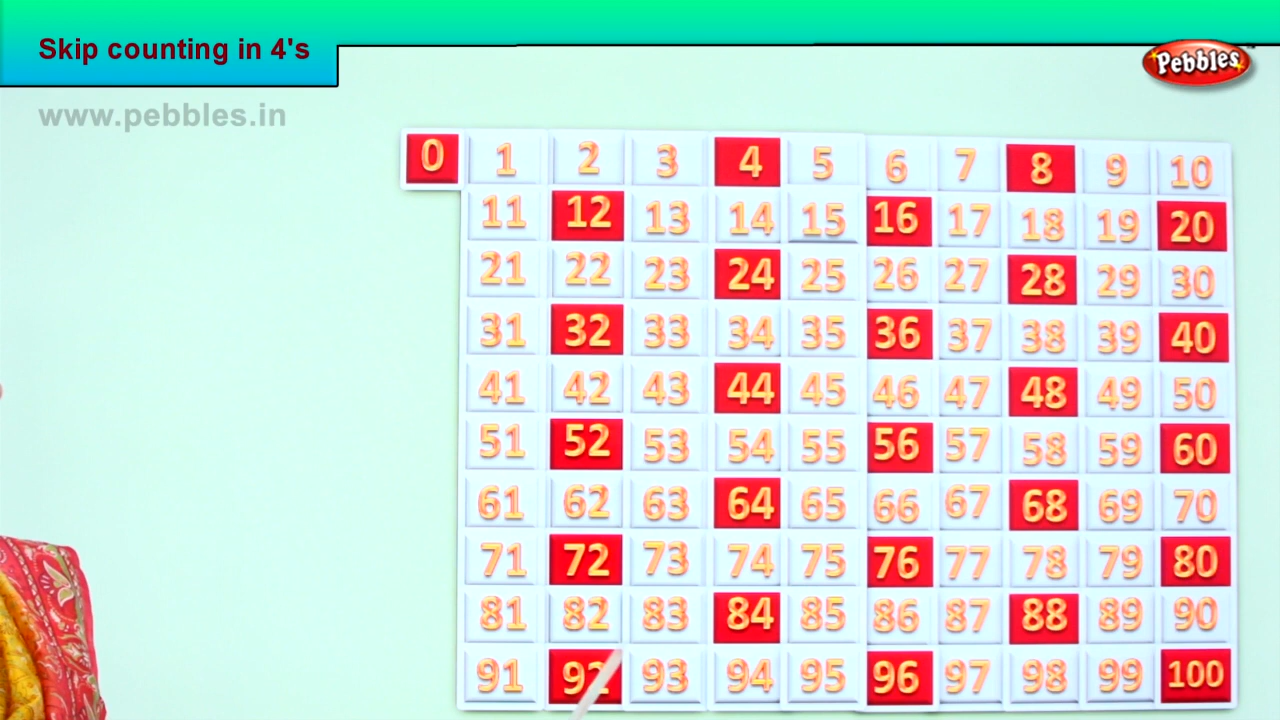 Skip counting in 4's
Pebbles
www.pebbles.in
0 1 2 3 4 5 6 7 8 9 10
11 12 13 14 15 16 17 18 19 20
21 22 23 24 25 26 27 28 29 30
31 32 33 34 35 36 37 38 39 40
41 42 43 44 45 46 47 48 49 50
51 52 53 54 55 56 57 58 59 60
61 62 63 64 65 66 67 68 69 70
71 72 73 74 75 76 77 78 79 80
81 82 83 84 85 86 87 88 89 90
91 92 93 94 95 96 97 98 99 100